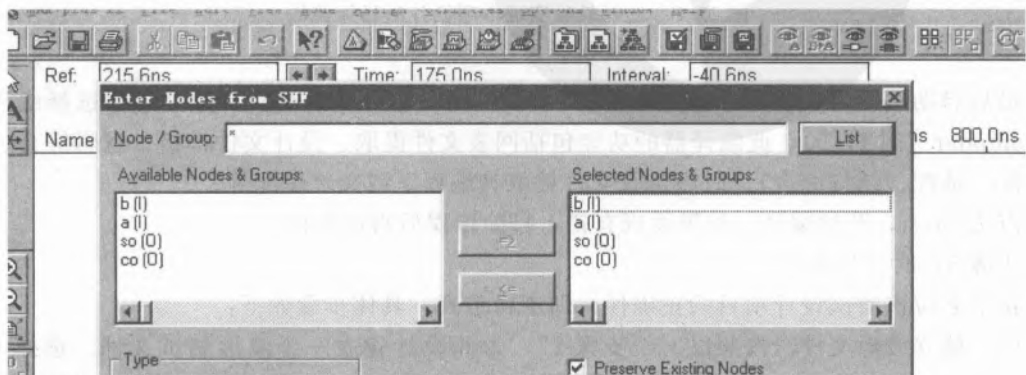 Ref: 215.6ns Time: 175.0ns Interval: -40.6ns
Enter Nodes from SNF
Name Node / Group: * List ns 800.0ns
Available Nodes & Groups: Selected Nodes & Groups:
b (I) b (I)
a (I) a (I)
so (O) so (O)
co (O) co (O)
=>
<=
Type Preserve Existing Nodes